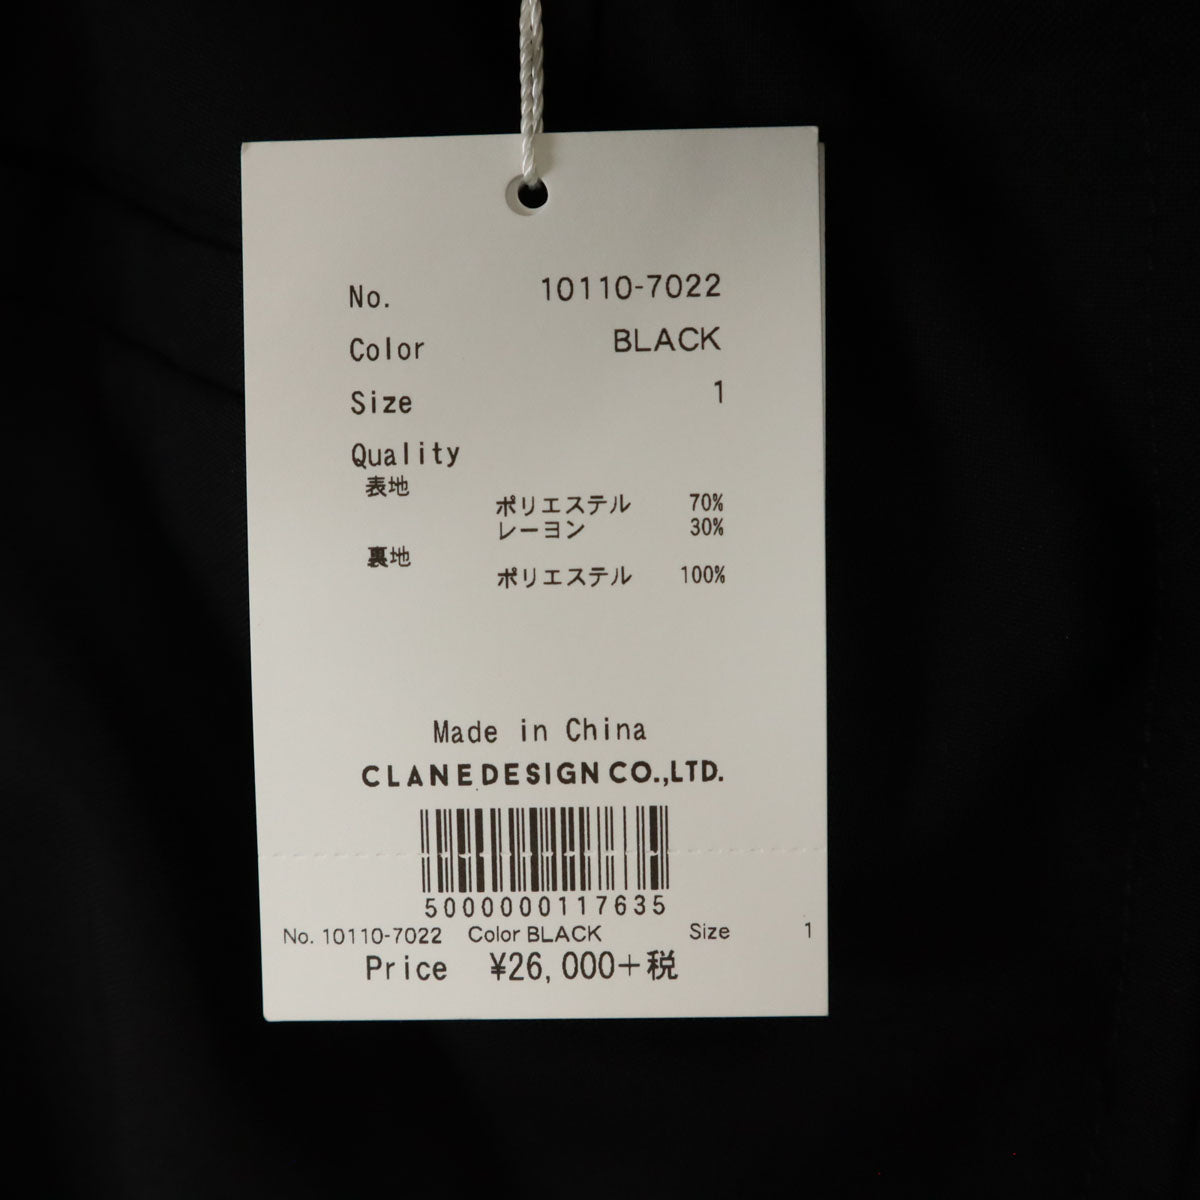 No. 10110-7022
Color BLACK
Size 1
Quality
表地
ポリエステル 70%
レーヨン 30%
裏地
ポリエステル 100%
Made in China
CLANE DESIGN CO.,LTD.
5000000117635
No. 10110-7022 Color BLACK Size 1
Price ¥26,000+税